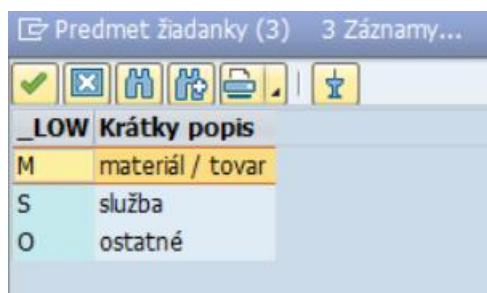 Predmet žiadanky (3) 3 Záznamy...
_LOW Krátky popis
M materiál / tovar
S služba
O ostatné